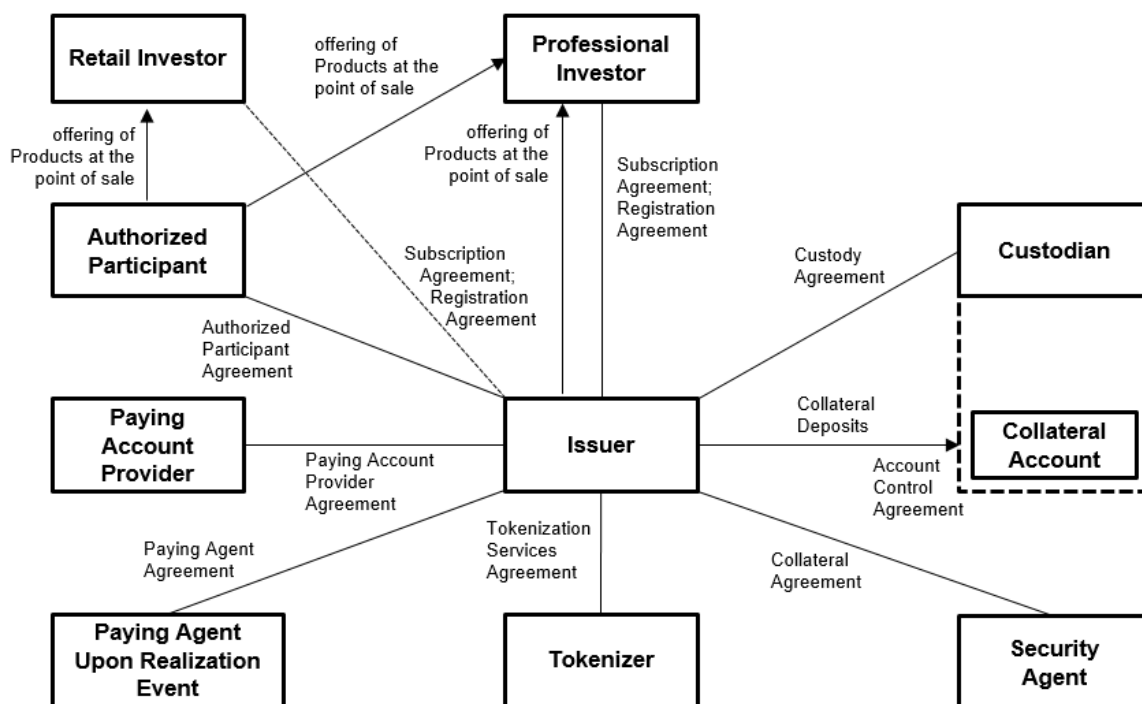 Retail Investor
offering of
Products at the
point of sale
Professional
Investor
offering of
Products at the
point of sale
offering of
Products at the
point of sale
Subscription
Agreement;
Registration
Agreement
Authorized
Participant
Subscription
Agreement;
Registration
Agreement
Custody
Agreement
Custodian
Authorized
Participant
Agreement
Paying
Account
Provider
Paying Account
Provider
Agreement
Issuer
Collateral
Deposits
Account
Control
Agreement
Collateral
Account
Paying Agent
Agreement
Tokenization
Services
Agreement
Collateral
Agreement
Paying Agent
Upon Realization
Event
Tokenizer
Security
Agent